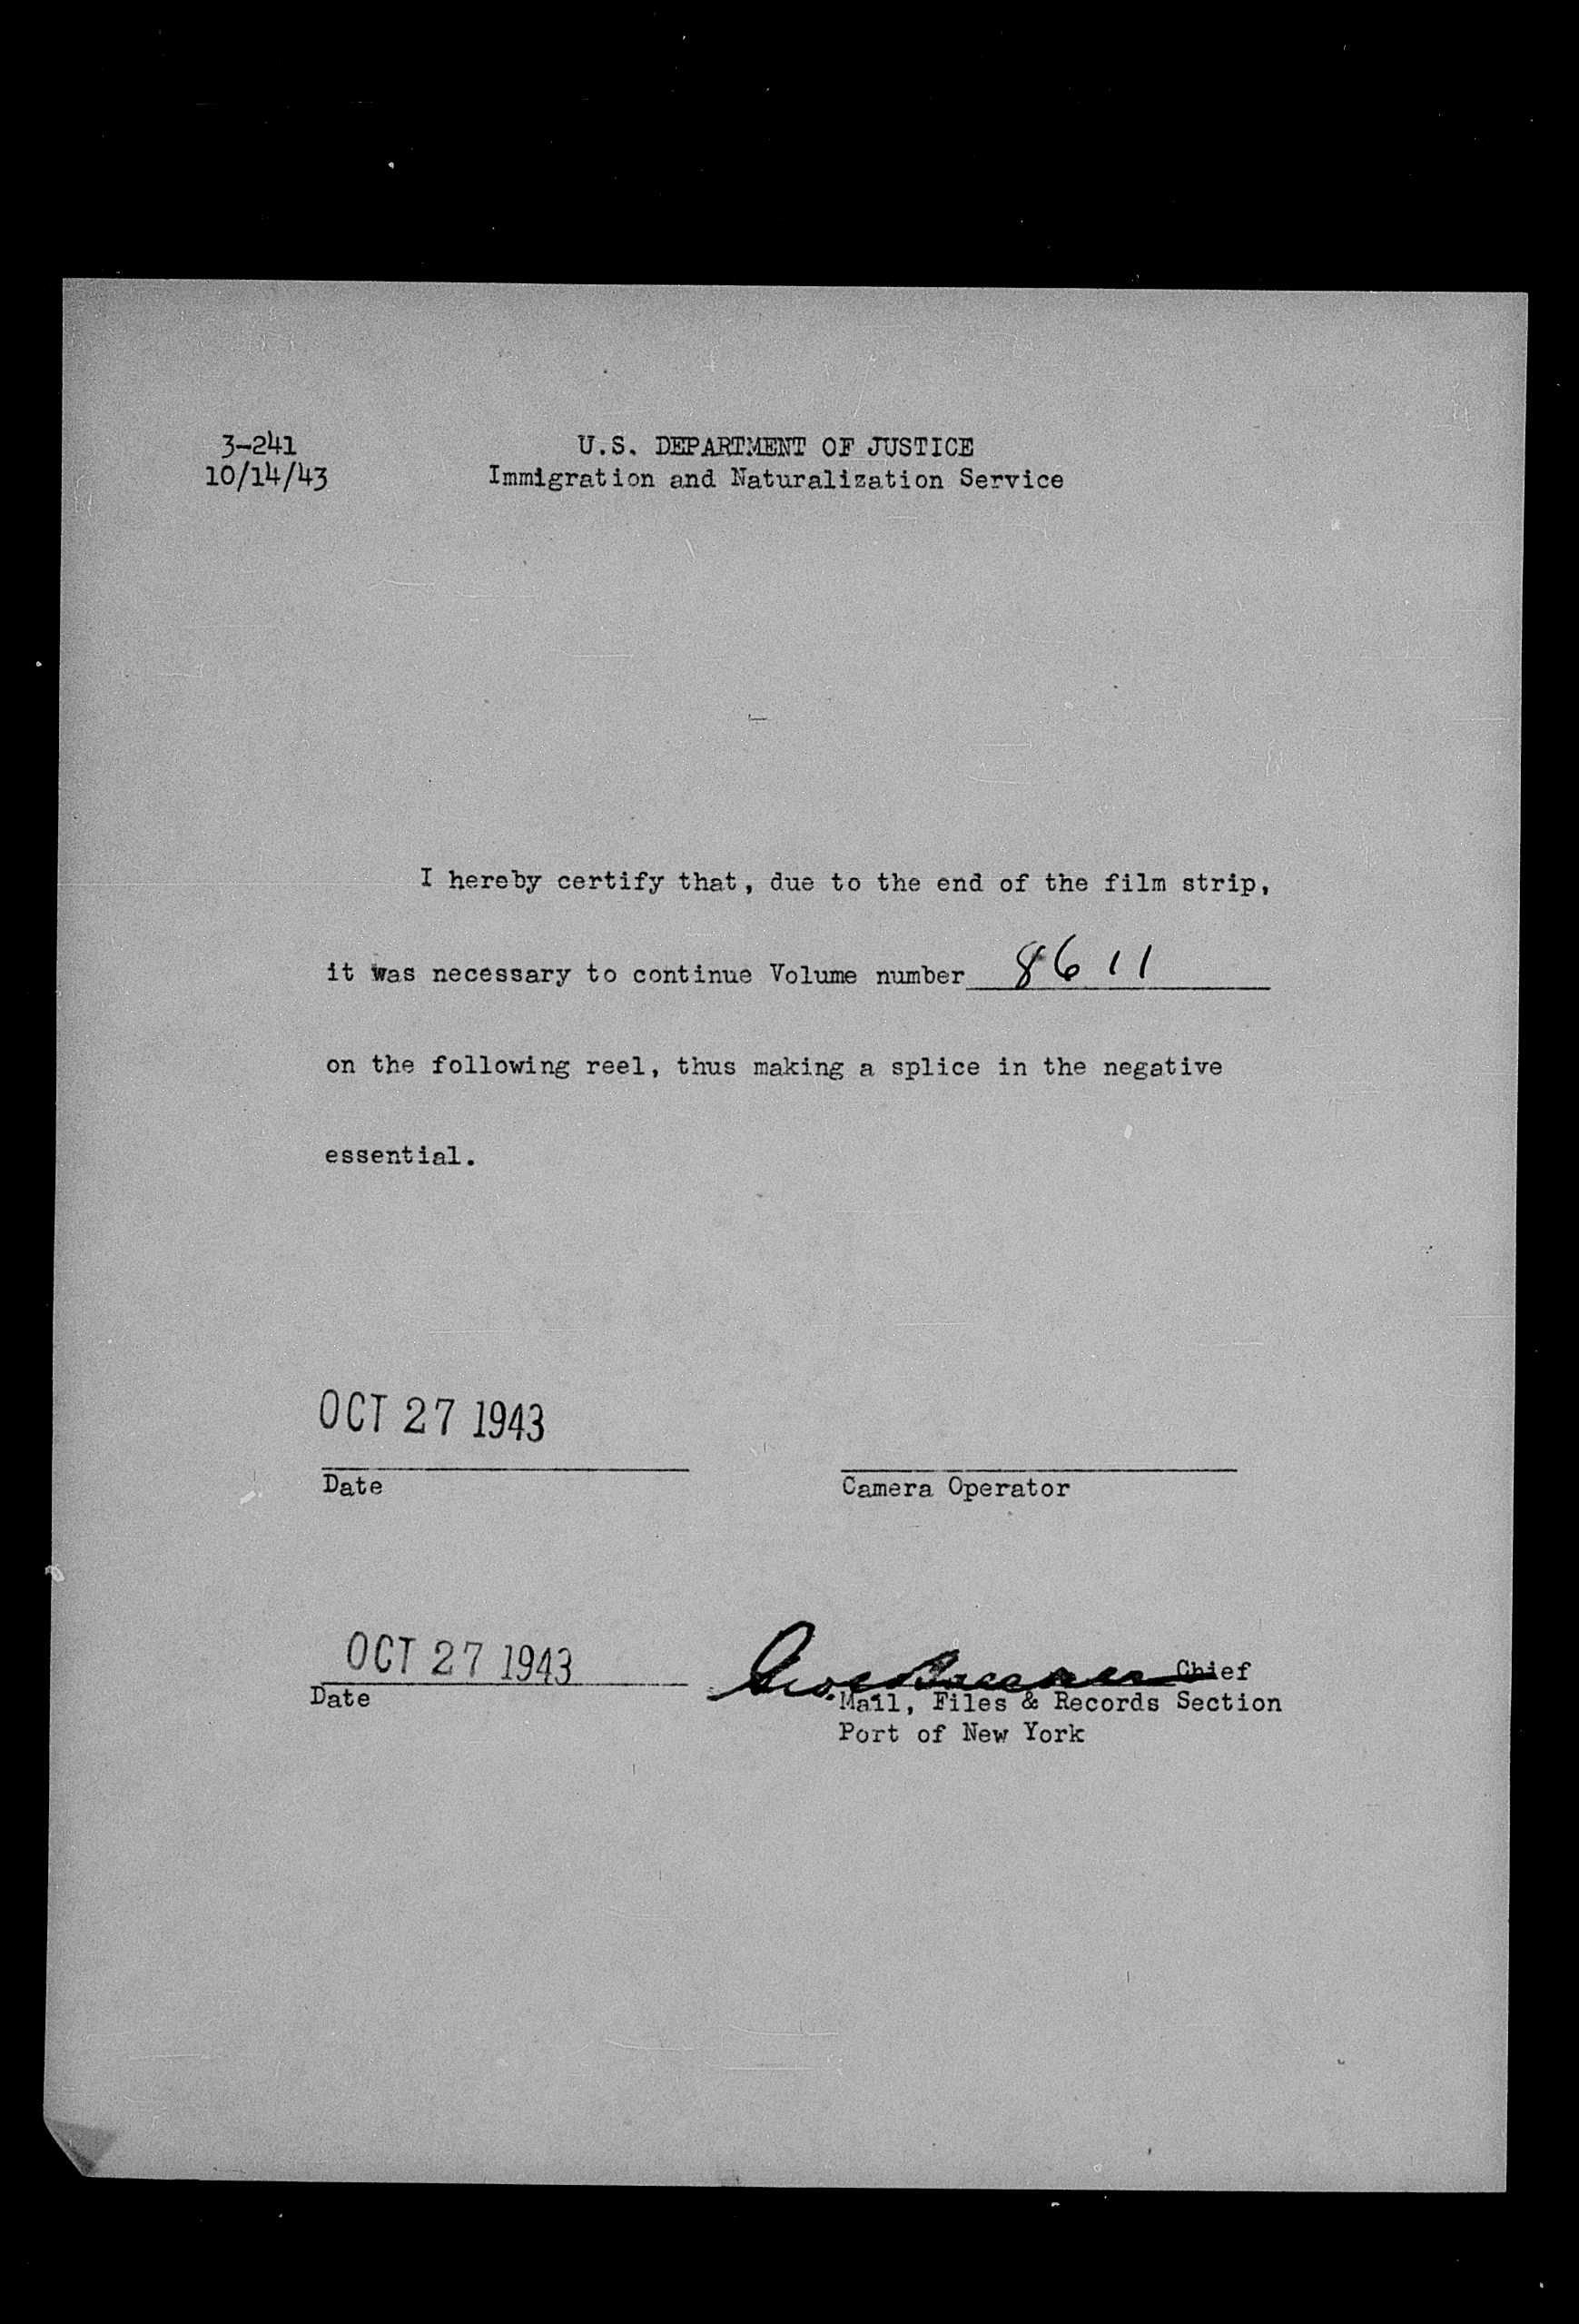 3-241
10/14/43
U.S. DEPARTMENT OF JUSTICE
Immigration and Naturalization Service
I hereby certify that, due to the end of the film strip,
it was necessary to continue Volume number 8611
on the following reel, thus making a splice in the negative
essential.
OCT 27 1943
Date
Camera Operator
OCT 27 1943
Date
Chief
Mail, Files & Records Section
Port of New York